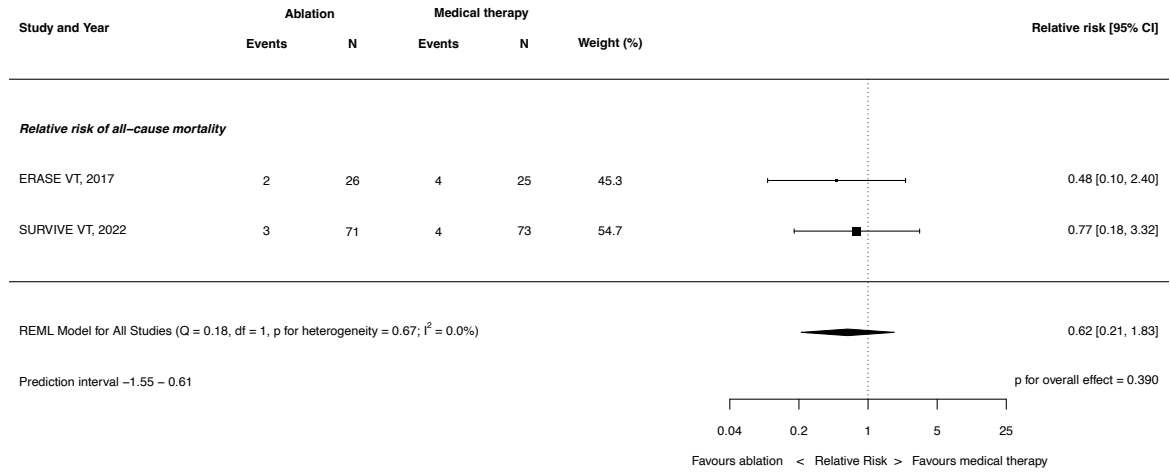 Ablation Medical therapy
Study and Year Relative risk [95% CI]
Events N Events N Weight (%)
Relative risk of all−cause mortality
ERASE VT, 2017 2 26 4 25 45.3 0.48 [0.10, 2.40]
SURVIVE VT, 2022 3 71 4 73 54.7 0.77 [0.18, 3.32]
REML Model for All Studies (Q = 0.18, df = 1, p for heterogeneity = 0.67; I² = 0.0%) 0.62 [0.21, 1.83]
Prediction interval −1.55 − 0.61 p for overall effect = 0.390
0.04 0.2 1 5 25
Favours ablation < Relative Risk > Favours medical therapy